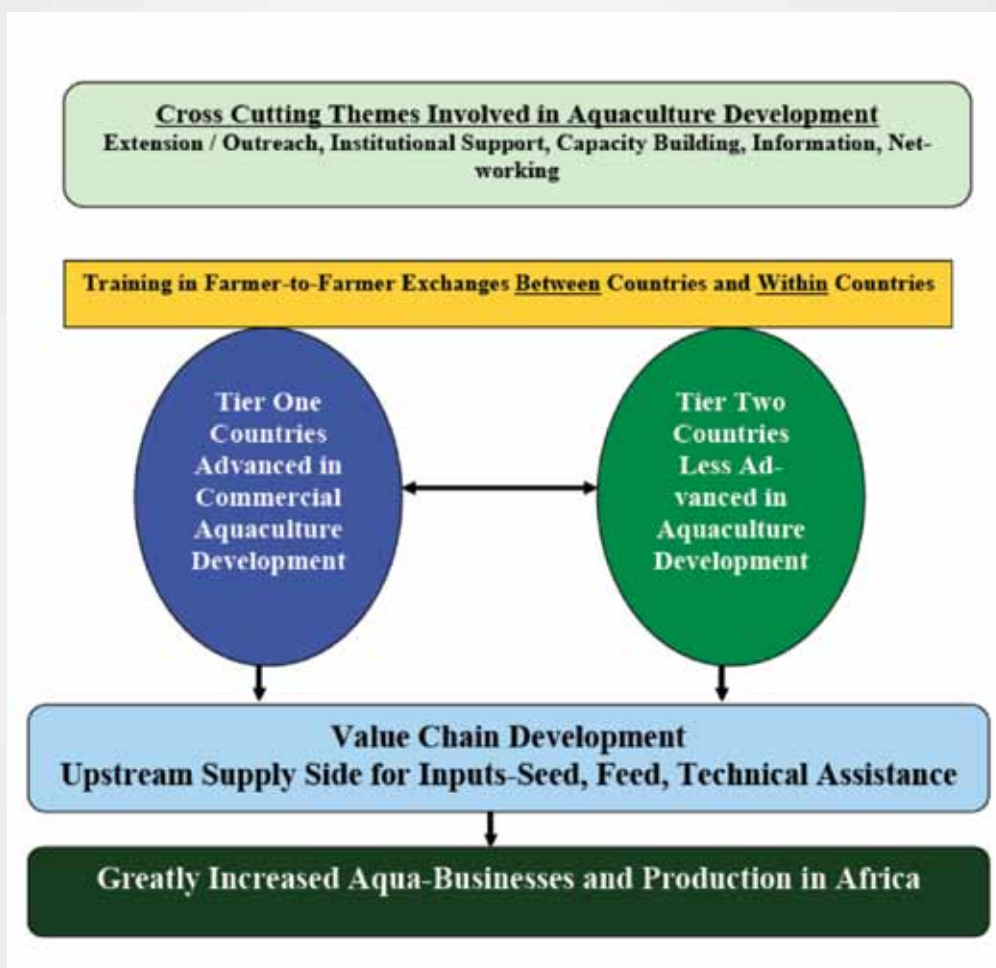 Cross Cutting Themes Involved in Aquaculture Development
Extension / Outreach, Institutional Support, Capacity Building, Information, Net-
working
Training in Farmer-to-Farmer Exchanges Between Countries and Within Countries
Tier One
Countries
Advanced in
Commercial
Aquaculture
Development
Tier Two
Countries
Less Ad-
vanced in
Aquaculture
Development
Value Chain Development
Upstream Supply Side for Inputs-Seed, Feed, Technical Assistance
Greatly Increased Aqua-Businesses and Production in Africa